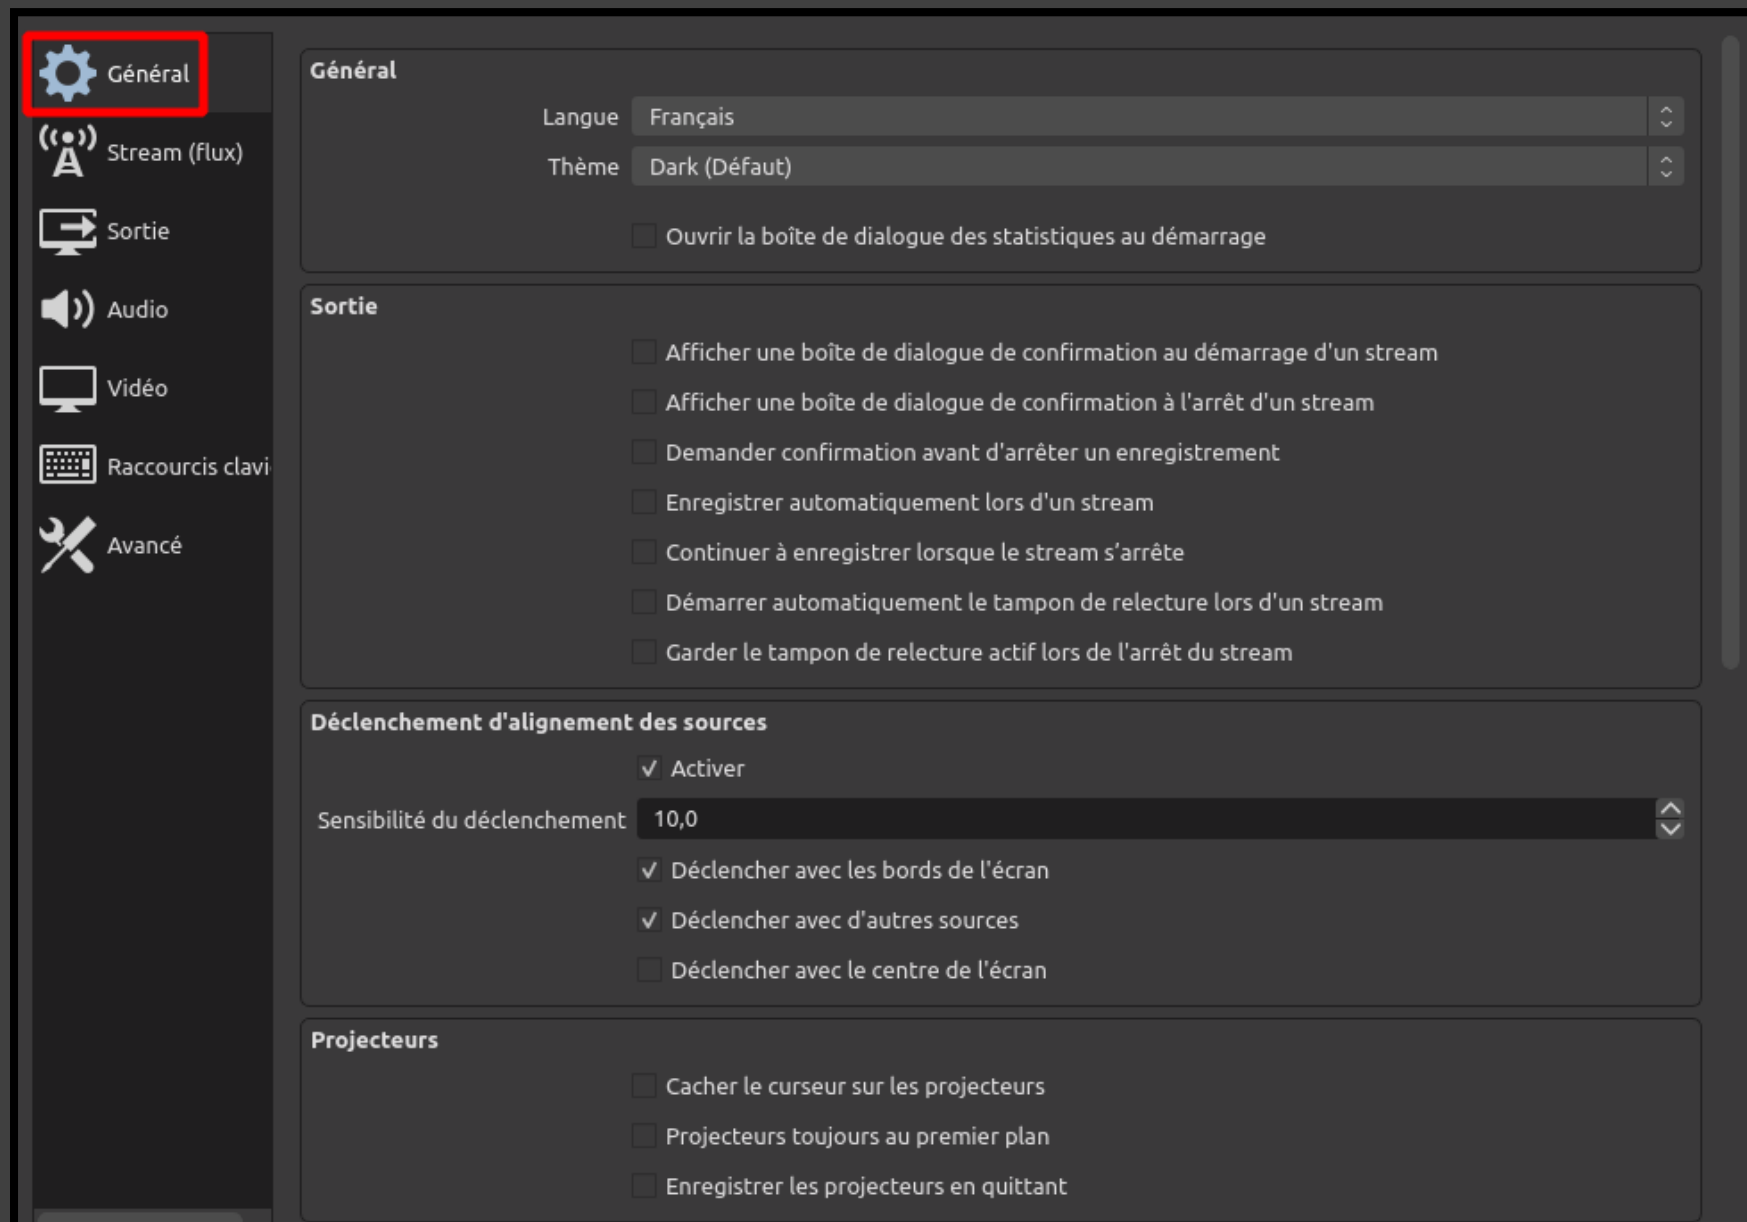 Général
Stream (flux)
Sortie
Audio
Vidéo
Raccourcis clavi
Avancé
Général
Langue Français
Thème Dark (Défaut)
Ouvrir la boîte de dialogue des statistiques au démarrage
Sortie
Afficher une boîte de dialogue de confirmation au démarrage d'un stream
Afficher une boîte de dialogue de confirmation à l'arrêt d'un stream
Demander confirmation avant d'arrêter un enregistrement
Enregistrer automatiquement lors d'un stream
Continuer à enregistrer lorsque le stream s’arrête
Démarrer automatiquement le tampon de relecture lors d'un stream
Garder le tampon de relecture actif lors de l'arrêt du stream
Déclenchement d'alignement des sources
Activer
Sensibilité du déclenchement 10,0
Déclencher avec les bords de l'écran
Déclencher avec d'autres sources
Déclencher avec le centre de l'écran
Projecteurs
Cacher le curseur sur les projecteurs
Projecteurs toujours au premier plan
Enregistrer les projecteurs en quittant